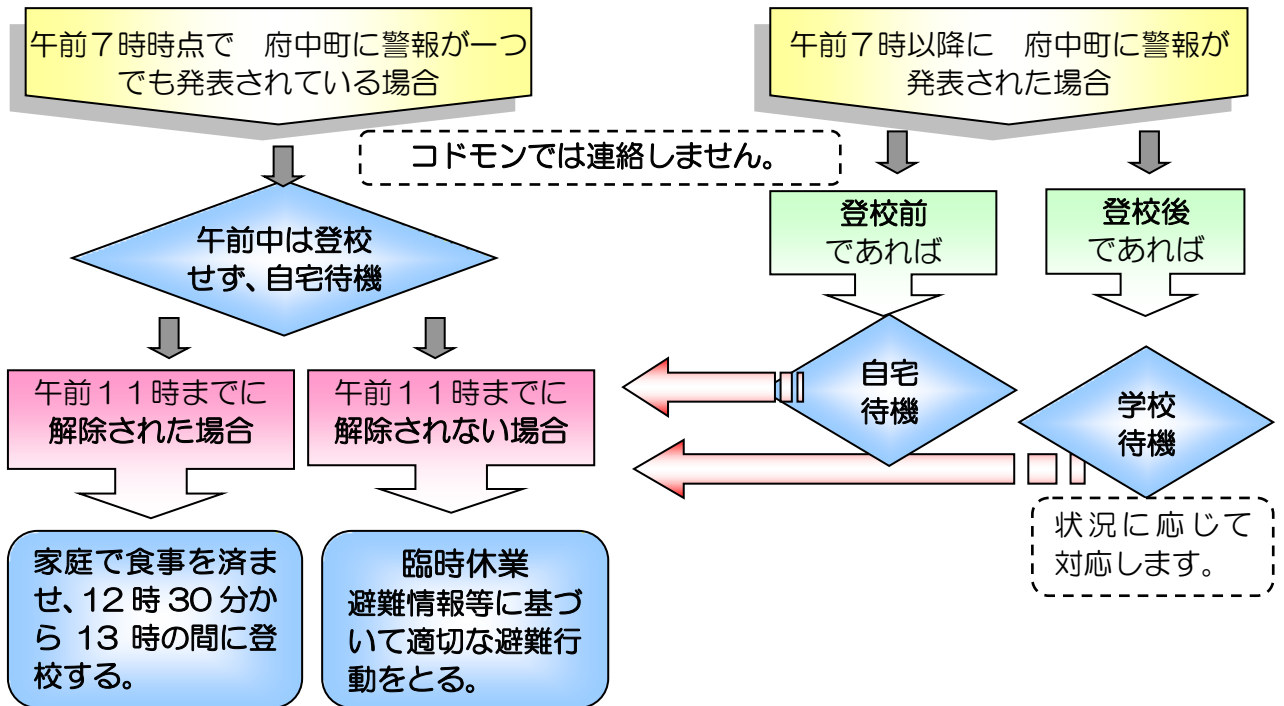 午前７時時点で　府中町に警報が一つ
でも発表されている場合
午前７時以降に　府中町に警報が
発表された場合
コドモンでは連絡しません。
午前中は登校
せず、自宅待機
登校前
であれば
登校後
であれば
自宅
待機
学校
待機
午前１１時までに
解除された場合
午前１１時までに
解除されない場合
状況に応じて
対応します。
家庭で食事を済ま
せ、12時30分か
ら 13 時の間に登
校する。
臨時休業
避難情報等に基づ
いて適切な避難行
動をとる。